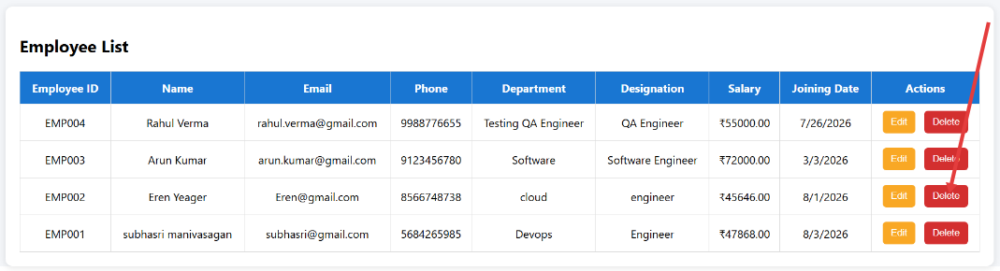 Employee List
Employee ID Name Email Phone Department Designation Salary Joining Date Actions
EMP004 Rahul Verma rahul.verma@gmail.com 9988776655 Testing QA Engineer QA Engineer ₹55000.00 7/26/2026 Edit Delete
EMP003 Arun Kumar arun.kumar@gmail.com 9123456780 Software Software Engineer ₹72000.00 3/3/2026 Edit Delete
EMP002 Eren Yeager Eren@gmail.com 8566748738 cloud engineer ₹45646.00 8/1/2026 Edit Delete
EMP001 subhasri manivasagan subhasri@gmail.com 5684265985 Devops Engineer ₹47868.00 8/3/2026 Edit Delete